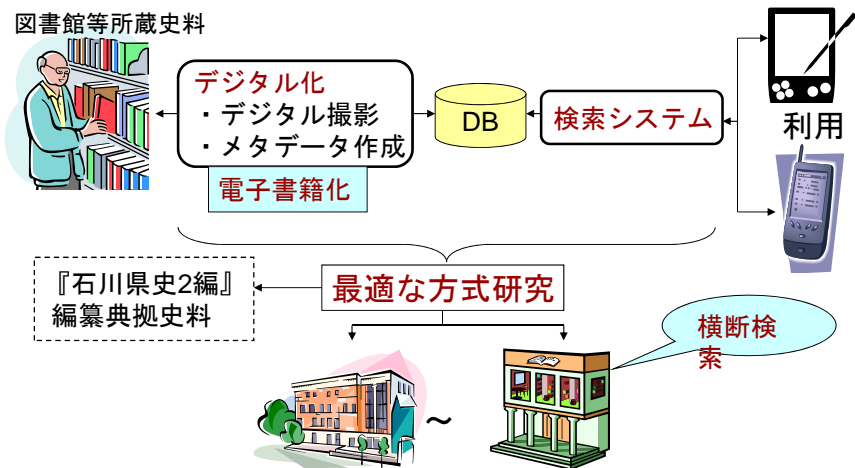 図書館等所蔵史料
デジタル化
・デジタル撮影
・メタデータ作成
電子書籍化
DB
検索システム
利用
『石川県史2編』
編纂典拠史料
最適な方式研究
横断検
索
～